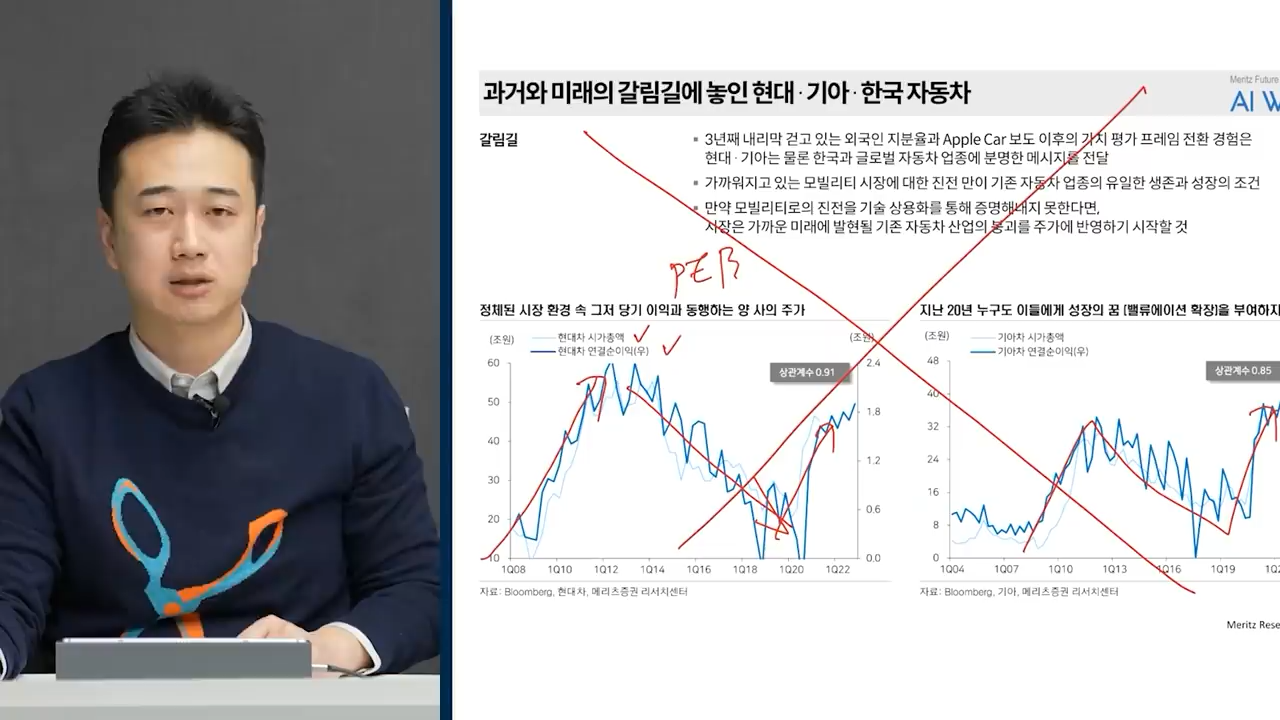 Meritz Future
과거와 미래의 갈림길에 놓인 현대 · 기아 · 한국 자동차
AI W
갈림길
▪ 3년째 내리막 걷고 있는 외국인 지분율과 Apple Car 보도 이후의 가치 평가 프레임 전환 경험은
현대 · 기아는 물론 한국과 글로벌 자동차 업종에 분명한 메시지를 전달
▪ 가까워지고 있는 모빌리티 시장에 대한 진전 만이 기존 자동차 업종의 유일한 생존과 성장의 조건
▪ 만약 모빌리티로의 진전을 기술 상용화를 통해 증명해내지 못한다면,
시장은 가까운 미래에 발현될 기존 자동차 산업의 붕괴를 주가에 반영하기 시작할 것
정체된 시장 환경 속 그저 당기 이익과 동행하는 양 사의 주가
(조원)
현대차 시가총액
현대차 연결순이익(우)
(조원)
상관계수 0.91
60
50
40
30
20
10
2.4
1.8
1.2
0.6
0.0
1Q08 1Q10 1Q12 1Q14 1Q16 1Q18 1Q20 1Q22
자료: Bloomberg, 현대차, 메리츠증권 리서치센터
지난 20년 누구도 이들에게 성장의 꿈 [밸류에이션 확장]을 부여하지
(조원)
기아차 시가총액
기아차 연결순이익(우)
상관계수 0.85
48
40
32
24
16
8
0
1Q04 1Q07 1Q10 1Q13 1Q16 1Q19 1Q2
자료: Bloomberg, 기아, 메리츠증권 리서치센터
Meritz Rese